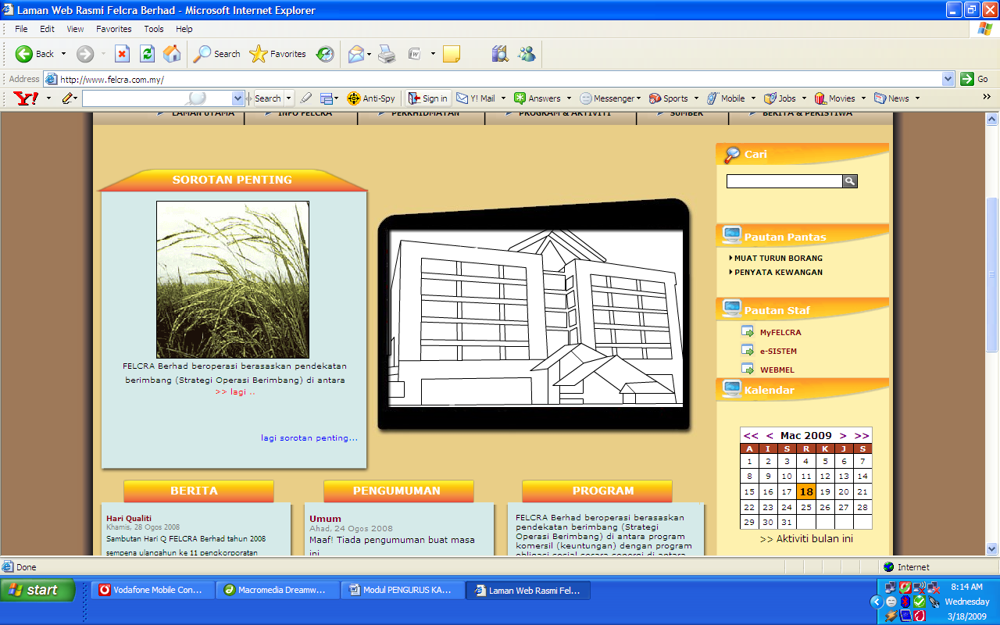 Laman Web Rasmi Felcra Berhad - Microsoft Internet Explorer
File Edit View Favorites Tools Help
Back Search Favorites
Address http://www.felcra.com.my/ Go
Y! Search Anti-Spy Sign in Y! Mail Answers Messenger Sports Mobile Jobs Movies News >>
LAMAN UTAMA INFO FELCRA PERKHIDMATAN PROGRAM & AKTIVITI SUMBER BERITA & PERISTIWA
SOROTAN PENTING
FELCRA Berhad beroperasi berasaskan pendekatan
berimbang (Strategi Operasi Berimbang) di antara
>> lagi ..
lagi sorotan penting...
Cari
Pautan Pantas
MUAT TURUN BORANG
PENYATA KEWANGAN
Pautan Staf
MyFELCRA
e-SISTEM
WEBMEL
Kalendar
<< < Mac 2009 > >>
A I S R K J S
1 2 3 4 5 6 7
8 9 10 11 12 13 14
15 16 17 18 19 20 21
22 23 24 25 26 27 28
29 30 31
>> Aktiviti bulan ini
BERITA
Hari Qualiti
Khamis, 28 Ogos 2008
Sambutan Hari Q FELCRA Berhad tahun 2008
sempena ulangahun ke 11 pengkorporatan
PENGUMUMAN
Umum
Ahad, 24 Ogos 2008
Maaf! Tiada pengumuman buat masa
ini
PROGRAM
FELCRA Berhad beroperasi berasaskan
pendekatan berimbang (Strategi
Operasi Berimbang) di antara program
komersil (keuntungan) dengan program
obligasi sosial secara sepergi di antara
Done Internet
start Vodafone Mobile Con... Macromedia Dreamw... Modul PENGURUS KA... Laman Web Rasmi Fel...
8:14 AM
Wednesday
3/18/2009